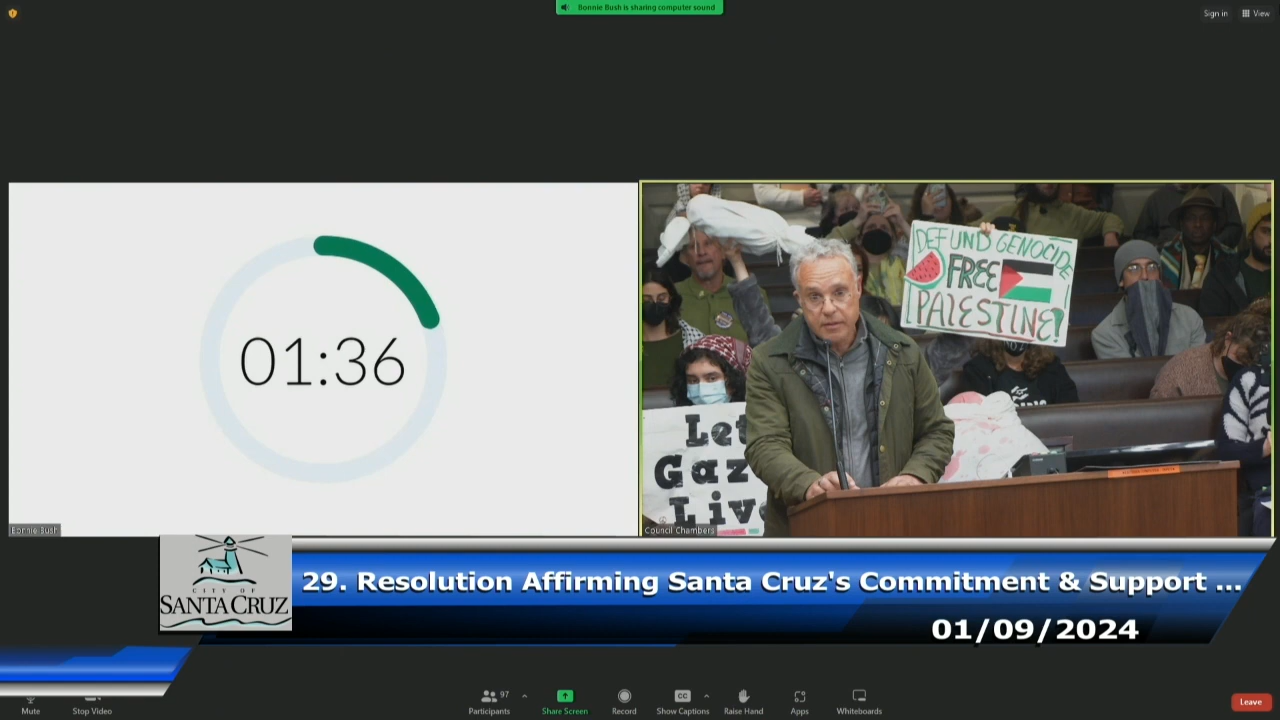 Bonnie Bush is sharing computer sound
Sign in
View
01:36
DEFUND GENOCIDE
FREE
PALESTINE!
Let
Gaz
Liv
Bonnie Bush
Council Chambers
CITY OF
SANTA CRUZ
29. Resolution Affirming Santa Cruz's Commitment & Support ...
01/09/2024
Mute
Stop Video
Participants
97
Share Screen
Record
CC
Show Captions
Raise Hand
Apps
Whiteboards
Leave